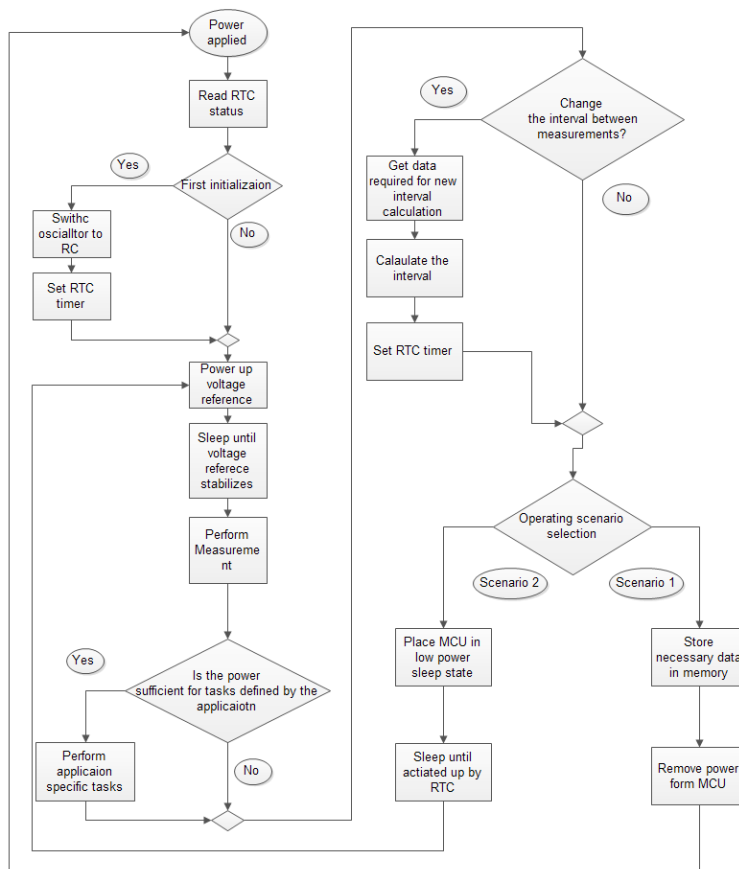 Power
applied
Read RTC
status
Yes
First initializaion
Swithc
oscialltor to
RC
No
Set RTC
timer
Power up
voltage
reference
Sleep until
voltage
referece
stabilizes
Perform
Measureme
nt
Yes
Is the power
sufficient for tasks defined by the
applicaiotn
Perform
applicaion
specific tasks
No
Change
the interval between
measurements?
Yes
Get data
required for new
interval
calculation
No
Calaulate the
interval
Set RTC timer
Operating scenario
selection
Scenario 2
Scenario 1
Place MCU in
low power
sleep state
Store
necessary data
in memory
Sleep until
actiated up by
RTC
Remove power
form MCU